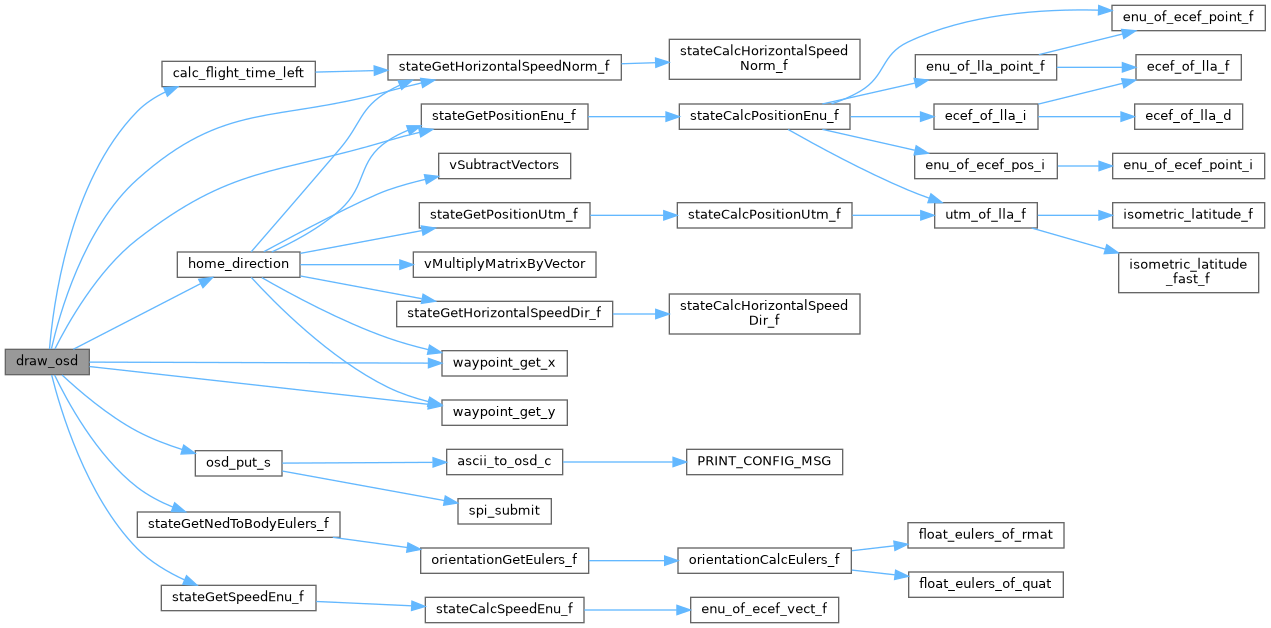 draw_osd
calc_flight_time_left
home_direction
osd_put_s
stateGetNedToBodyEulers_f
stateGetSpeedEnu_f
stateGetHorizontalSpeedNorm_f
stateGetPositionEnu_f
vSubtractVectors
stateGetPositionUtm_f
vMultiplyMatrixByVector
stateGetHorizontalSpeedDir_f
waypoint_get_x
waypoint_get_y
ascii_to_osd_c
spi_submit
orientationGetEulers_f
stateCalcSpeedEnu_f
stateCalcHorizontalSpeed
Norm_f
stateCalcPositionEnu_f
stateCalcPositionUtm_f
stateCalcHorizontalSpeed
Dir_f
PRINT_CONFIG_MSG
orientationCalcEulers_f
enu_of_ecef_vect_f
enu_of_lla_point_f
ecef_of_lla_i
enu_of_ecef_pos_i
utm_of_lla_f
float_eulers_of_rmat
float_eulers_of_quat
enu_of_ecef_point_f
ecef_of_lla_f
ecef_of_lla_d
enu_of_ecef_point_i
isometric_latitude_f
isometric_latitude
_fast_f